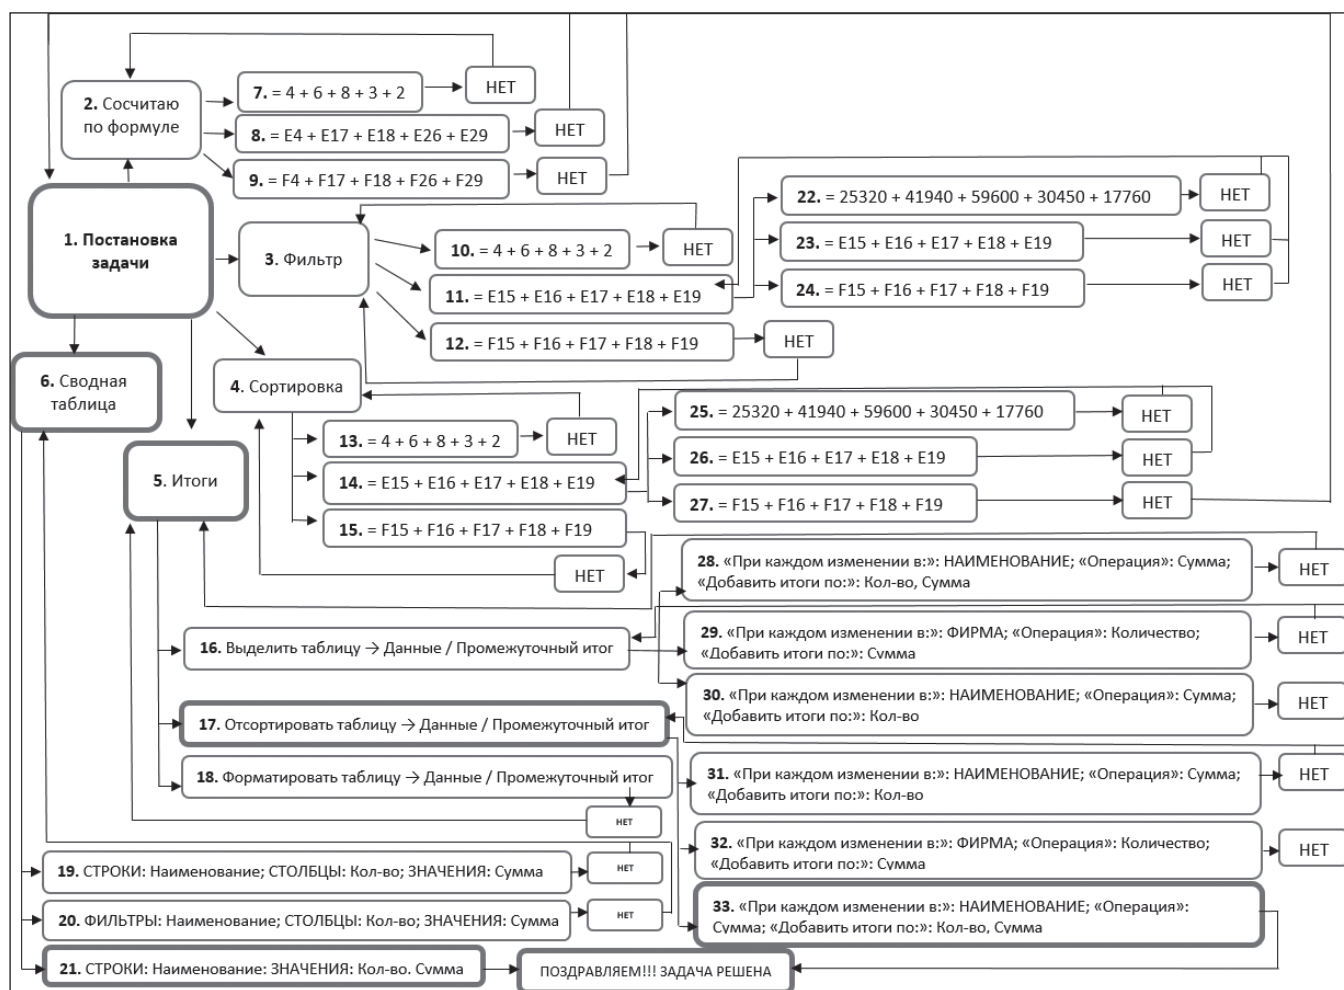 2. Сосчитаю
по формуле
7. = 4 + 6 + 8 + 3 + 2
НЕТ
8. = E4 + E17 + E18 + E26 + E29
НЕТ
9. = F4 + F17 + F18 + F26 + F29
НЕТ
1. Постановка
задачи
3. Фильтр
10. = 4 + 6 + 8 + 3 + 2
НЕТ
11. = E15 + E16 + E17 + E18 + E19
12. = F15 + F16 + F17 + F18 + F19
НЕТ
22. = 25320 + 41940 + 59600 + 30450 + 17760
НЕТ
23. = E15 + E16 + E17 + E18 + E19
НЕТ
24. = F15 + F16 + F17 + F18 + F19
НЕТ
6. Сводная
таблица
4. Сортировка
13. = 4 + 6 + 8 + 3 + 2
НЕТ
14. = E15 + E16 + E17 + E18 + E19
15. = F15 + F16 + F17 + F18 + F19
НЕТ
25. = 25320 + 41940 + 59600 + 30450 + 17760
НЕТ
26. = E15 + E16 + E17 + E18 + E19
НЕТ
27. = F15 + F16 + F17 + F18 + F19
НЕТ
5. Итоги
16. Выделить таблицу → Данные / Промежуточный итог
28. «При каждом изменении в:»: НАИМЕНОВАНИЕ; «Операция»: Сумма;
«Добавить итоги по:»: Кол-во, Сумма
НЕТ
29. «При каждом изменении в:»: ФИРМА; «Операция»: Количество;
«Добавить итоги по:»: Сумма
НЕТ
30. «При каждом изменении в:»: НАИМЕНОВАНИЕ; «Операция»: Сумма;
«Добавить итоги по:»: Кол-во
НЕТ
17. Отсортировать таблицу → Данные / Промежуточный итог
18. Форматировать таблицу → Данные / Промежуточный итог
НЕТ
31. «При каждом изменении в:»: НАИМЕНОВАНИЕ; «Операция»: Сумма;
«Добавить итоги по:»: Кол-во
НЕТ
32. «При каждом изменении в:»: ФИРМА; «Операция»: Количество;
«Добавить итоги по:»: Сумма
НЕТ
33. «При каждом изменении в:»: НАИМЕНОВАНИЕ; «Операция»:
Сумма; «Добавить итоги по:»: Кол-во, Сумма
19. СТРОКИ: Наименование; СТОЛБЦЫ: Кол-во; ЗНАЧЕНИЯ: Сумма
НЕТ
20. ФИЛЬТРЫ: Наименование; СТОЛБЦЫ: Кол-во; ЗНАЧЕНИЯ: Сумма
НЕТ
21. СТРОКИ: Наименование: ЗНАЧЕНИЯ: Кол-во. Сумма
ПОЗДРАВЛЯЕМ!!! ЗАДАЧА РЕШЕНА